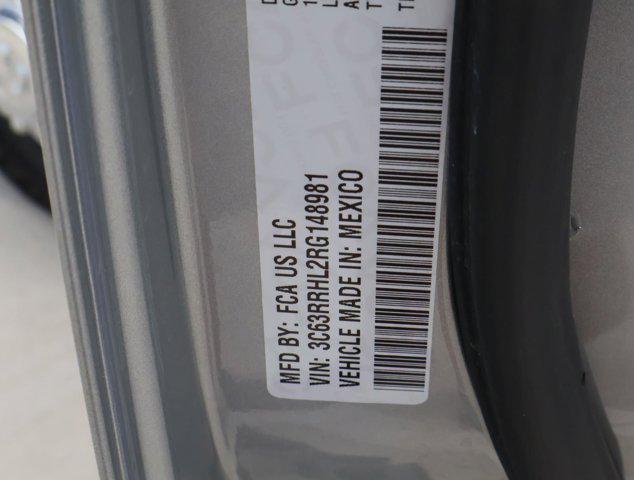 MFD BY: FCA US LLC
VIN: 3C63RRHL2RG148981
VEHICLE MADE IN: MEXICO